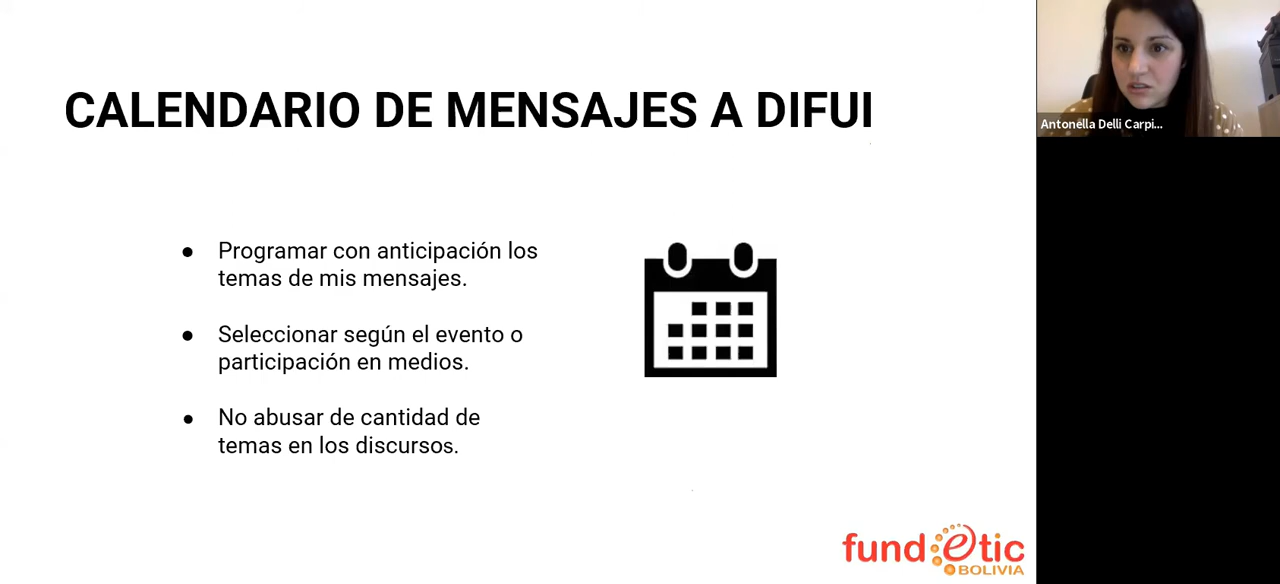 CALENDARIO DE MENSAJES A DIFUI
Antonella Delli Carpi...
● Programar con anticipación los
temas de mis mensajes.
● Seleccionar según el evento o
participación en medios.
● No abusar de cantidad de
temas en los discursos.
fundetic
BOLIVIA